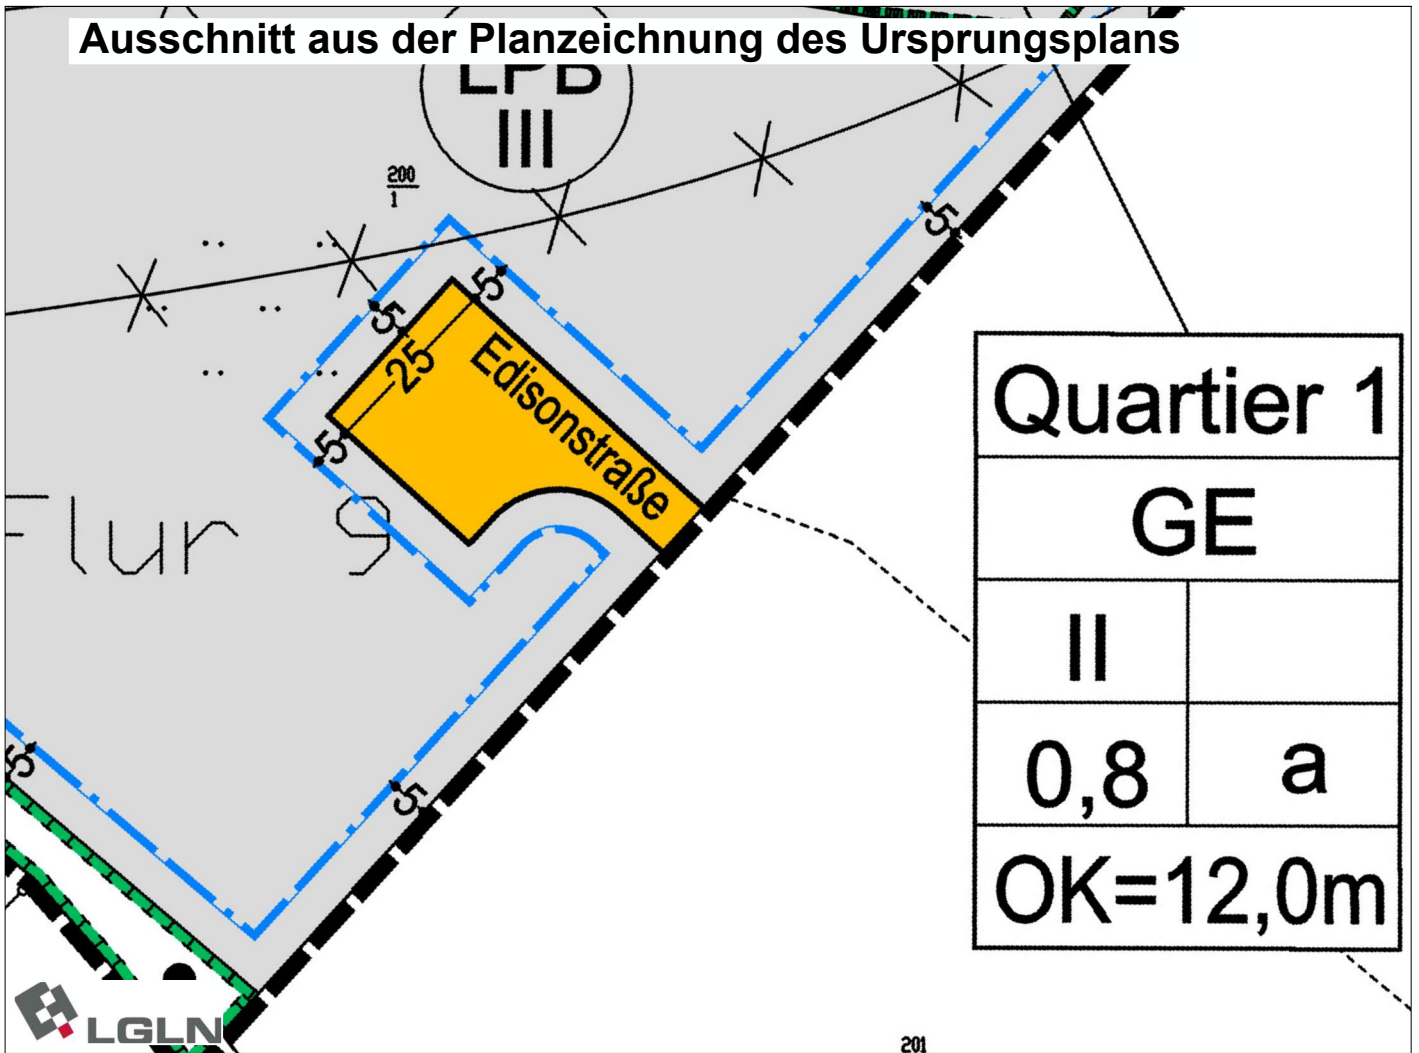 Ausschnitt aus der Planzeichnung des Ursprungsplans
LPB
III
200
1
5
5
5
25
Edisonstraße
5
Flur 9
5
5
Quartier 1
GE
II
0,8 a
OK=12,0m
LGLN
201